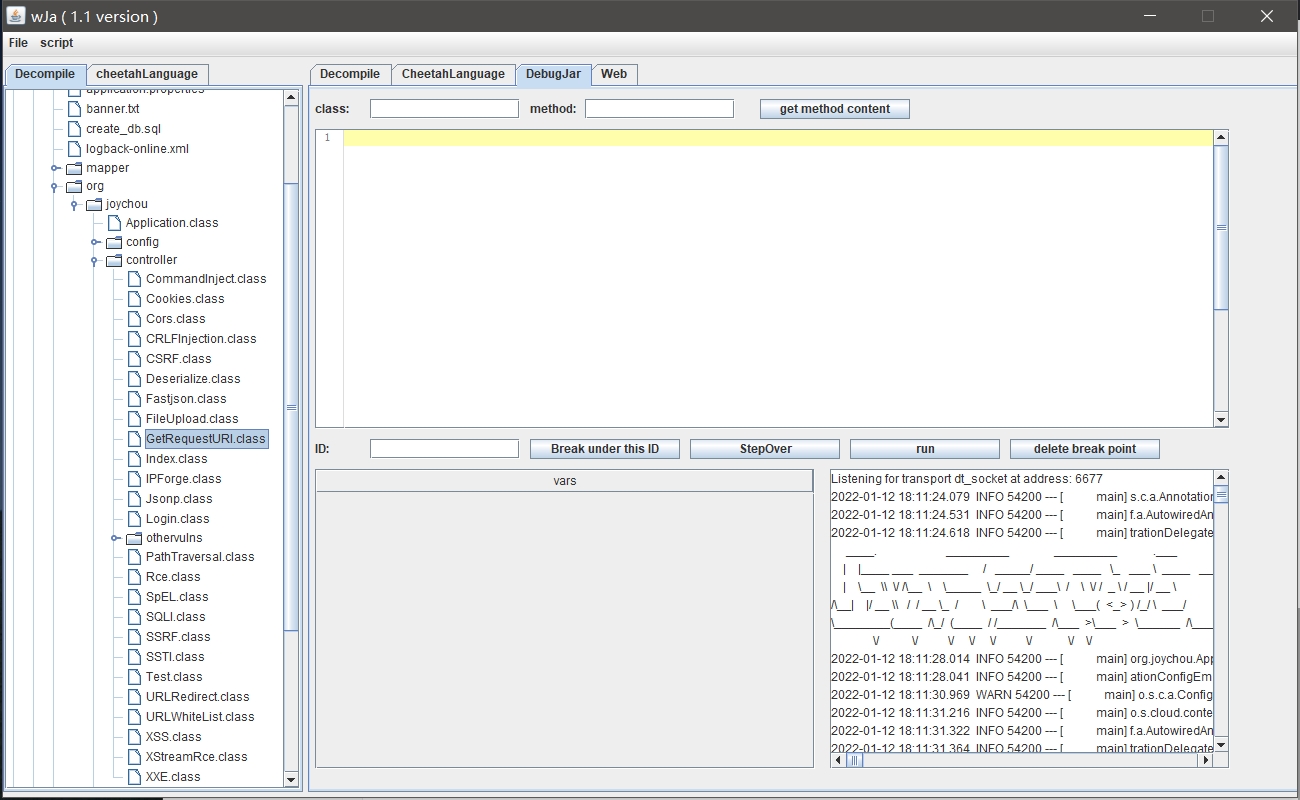 wJa ( 1.1 version )
File script
Decompile cheetahLanguage
application.properties
banner.txt
create_db.sql
logback-online.xml
mapper
org
joychou
Application.class
config
controller
CommandInject.class
Cookies.class
Cors.class
CRLFInjection.class
CSRF.class
Deserialize.class
Fastjson.class
FileUpload.class
GetRequestURI.class
Index.class
IPForge.class
Jsonp.class
Login.class
othervulns
PathTraversal.class
Rce.class
SpEL.class
SQLI.class
SSRF.class
SSTI.class
Test.class
URLRedirect.class
URLWhiteList.class
XSS.class
XStreamRce.class
XXE.class
Decompile CheetahLanguage DebugJar Web
class: method: get method content
1
ID: Break under this ID StepOver run delete break point
vars
Listening for transport dt_socket at address: 6677
2022-01-12 18:11:24.079 INFO 54200 --- [ main] s.c.a.Annotation
2022-01-12 18:11:24.531 INFO 54200 --- [ main] f.a.AutowiredAn
2022-01-12 18:11:24.618 INFO 54200 --- [ main] trationDelegate
2022-01-12 18:11:28.014 INFO 54200 --- [ main] org.joychou.App
2022-01-12 18:11:28.041 INFO 54200 --- [ main] ationConfigEm
2022-01-12 18:11:30.969 WARN 54200 --- [ main] o.s.c.a.Config
2022-01-12 18:11:31.216 INFO 54200 --- [ main] o.s.cloud.conte
2022-01-12 18:11:31.322 INFO 54200 --- [ main] f.a.AutowiredAn
2022-01-12 18:11:31.364 INFO 54200 --- [ main] trationDelegate